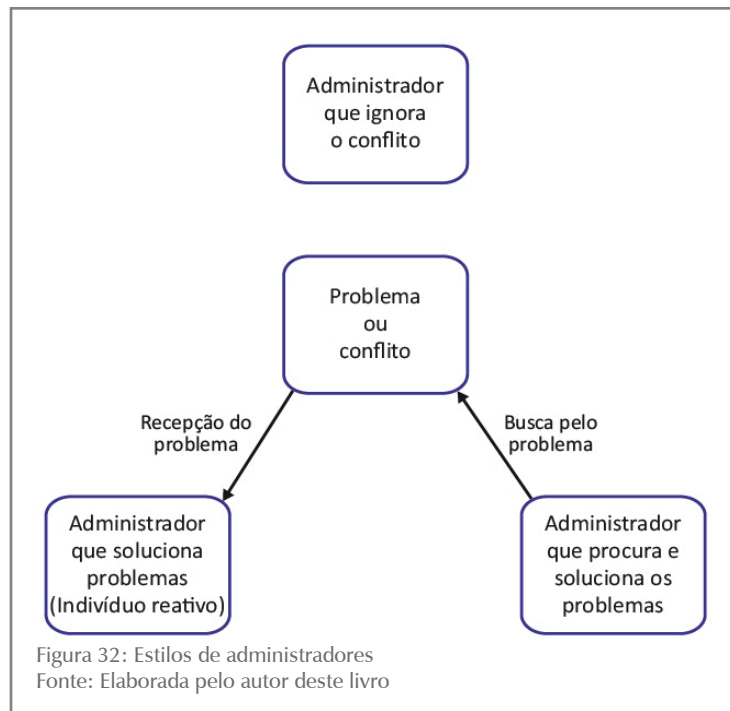 Administrador
que ignora
o conflito
Problema
ou
conflito
Recepção do
problema
Busca pelo
problema
Administrador
que soluciona
problemas
(Indivíduo reativo)
Administrador
que procura e
soluciona os
problemas
Figura 32: Estilos de administradores
Fonte: Elaborada pelo autor deste livro